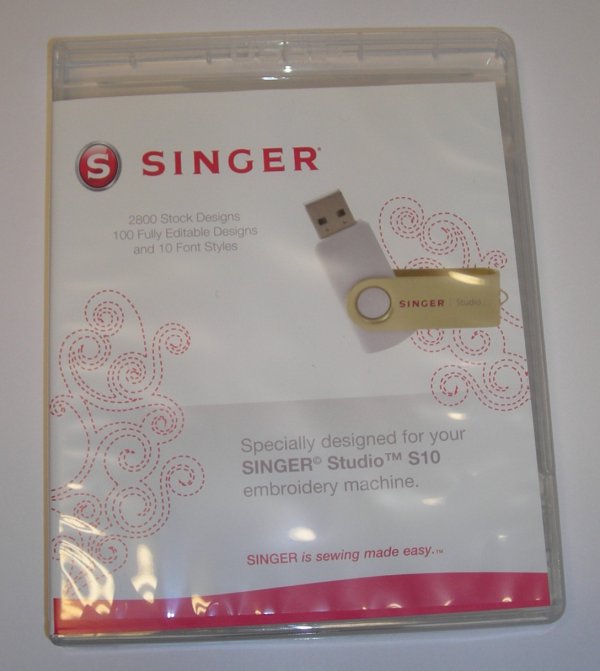 S SINGER®
2800 Stock Designs
100 Fully Editable Designs
and 10 Font Styles
SINGER | Studio
Specially designed for your
SINGER® Studio™ S10
embroidery machine.
SINGER is sewing made easy.™